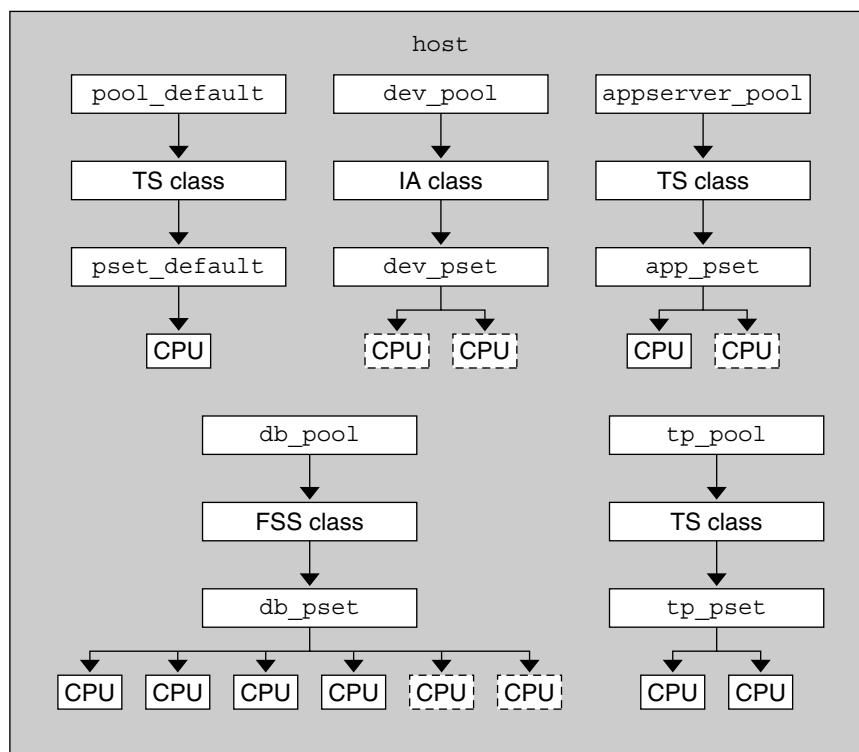 host
pool_default
dev_pool
appserver_pool
TS class
IA class
TS class
pset_default
dev_pset
app_pset
CPU
CPU
CPU
CPU
CPU
db_pool
tp_pool
FSS class
TS class
db_pset
tp_pset
CPU
CPU
CPU
CPU
CPU
CPU
CPU
CPU